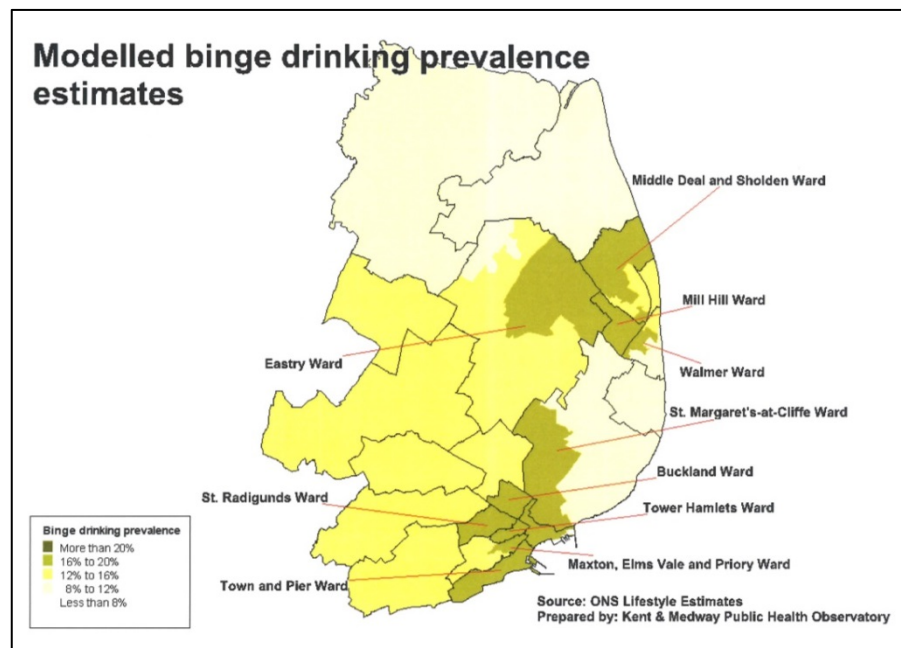 Modelled binge drinking prevalence
estimates
Middle Deal and Sholden Ward
Mill Hill Ward
Eastry Ward
Walmer Ward
St. Margaret's-at-Cliffe Ward
Buckland Ward
St. Radigunds Ward
Tower Hamlets Ward
Maxton, Elms Vale and Priory Ward
Town and Pier Ward
Binge drinking prevalence
More than 20%
16% to 20%
12% to 16%
8% to 12%
Less than 8%
Source: ONS Lifestyle Estimates
Prepared by: Kent & Medway Public Health Observatory